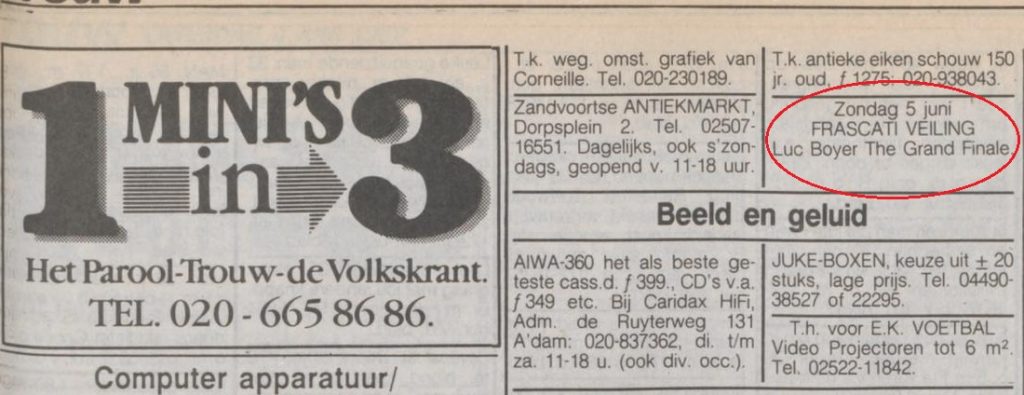 1 MINI'S in 3
Het Parool-Trouw-de Volkskrant.
TEL. 020 - 665 86 86.
Computer apparatuur/
T.k. weg. omst. grafiek van
Corneille. Tel. 020-230189.
Zandvoortse ANTIEKMARKT,
Dorpsplein 2. Tel. 02507-
16551. Dagelijks, ook s'zon-
dags, geopend v. 11-18 uur.
T.k. antieke eiken schouw 150
jr. oud, ƒ 1275: 020-938043.
Zondag 5 juni
FRASCATI VEILING
Luc Boyer The Grand Finale.
Beeld en geluid
AIWA-360 het als beste ge-
teste cass.d. ƒ 399., CD's v.a.
ƒ 349 etc. Bij Caridax HiFi,
Adm. de Ruyterweg 131
A'dam: 020-837362, di. t/m
za. 11-18 u. (ook div. occ.).
JUKE-BOXEN, keuze uit ± 20
stuks, lage prijs. Tel. 04490-
38527 of 22295.
T.h. voor E.K. VOETBAL
Video Projectoren tot 6 m².
Tel. 02522-11842.